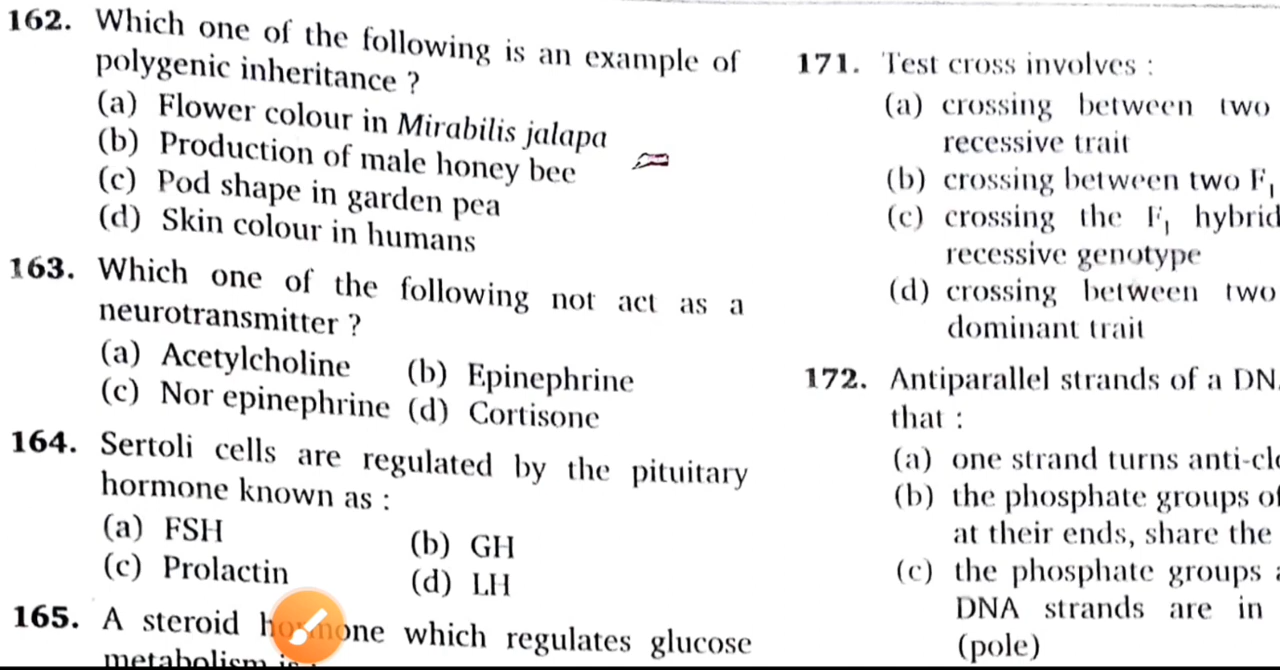 162. Which one of the following is an example of
polygenic inheritance ?
(a) Flower colour in Mirabilis jalapa
(b) Production of male honey bee
(c) Pod shape in garden pea
(d) Skin colour in humans
163. Which one of the following not act as a
neurotransmitter ?
(a) Acetylcholine (b) Epinephrine
(c) Nor epinephrine (d) Cortisone
164. Sertoli cells are regulated by the pituitary
hormone known as :
(a) FSH (b) GH
(c) Prolactin (d) LH
165. A steroid hormone which regulates glucose
metabolism is :
171. Test cross involves :
(a) crossing between two
recessive trait
(b) crossing between two F₁
(c) crossing the F₁ hybrid
recessive genotype
(d) crossing between two
dominant trait
172. Antiparallel strands of a
that :
(a) one strand turns
(b) the phosphate groups of
at their ends, share the
(c) the phosphate groups
DNA strands are in
(pole)